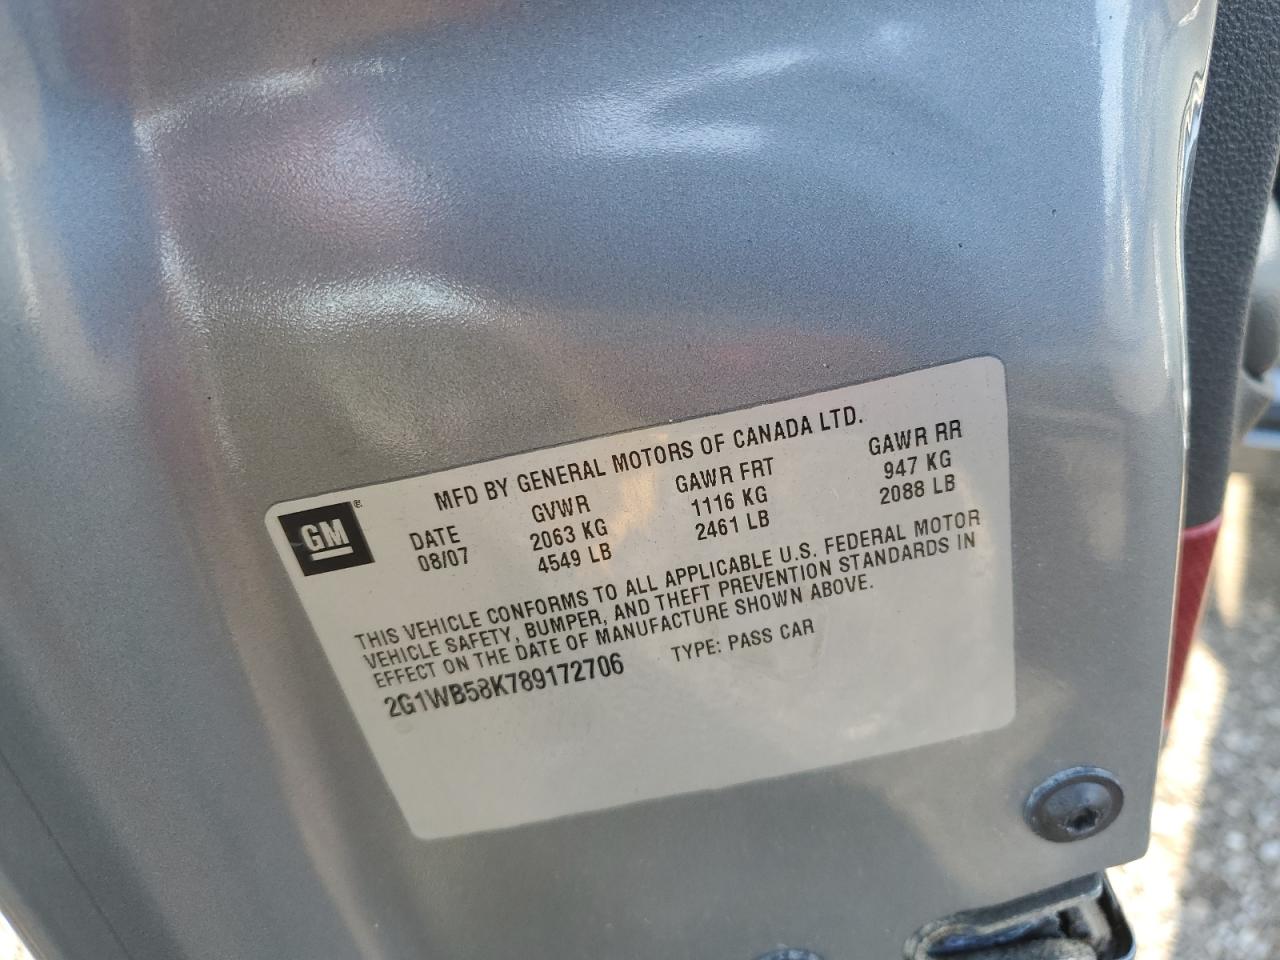 GM®
MFD BY GENERAL MOTORS OF CANADA LTD.
DATE GVWR GAWR FRT GAWR RR
08/07 2063 KG 1116 KG 947 KG
4549 LB 2461 LB 2088 LB
THIS VEHICLE CONFORMS TO ALL APPLICABLE U.S. FEDERAL MOTOR
VEHICLE SAFETY, BUMPER, AND THEFT PREVENTION STANDARDS IN
EFFECT ON THE DATE OF MANUFACTURE SHOWN ABOVE.
2G1WB58K789172706 TYPE: PASS CAR